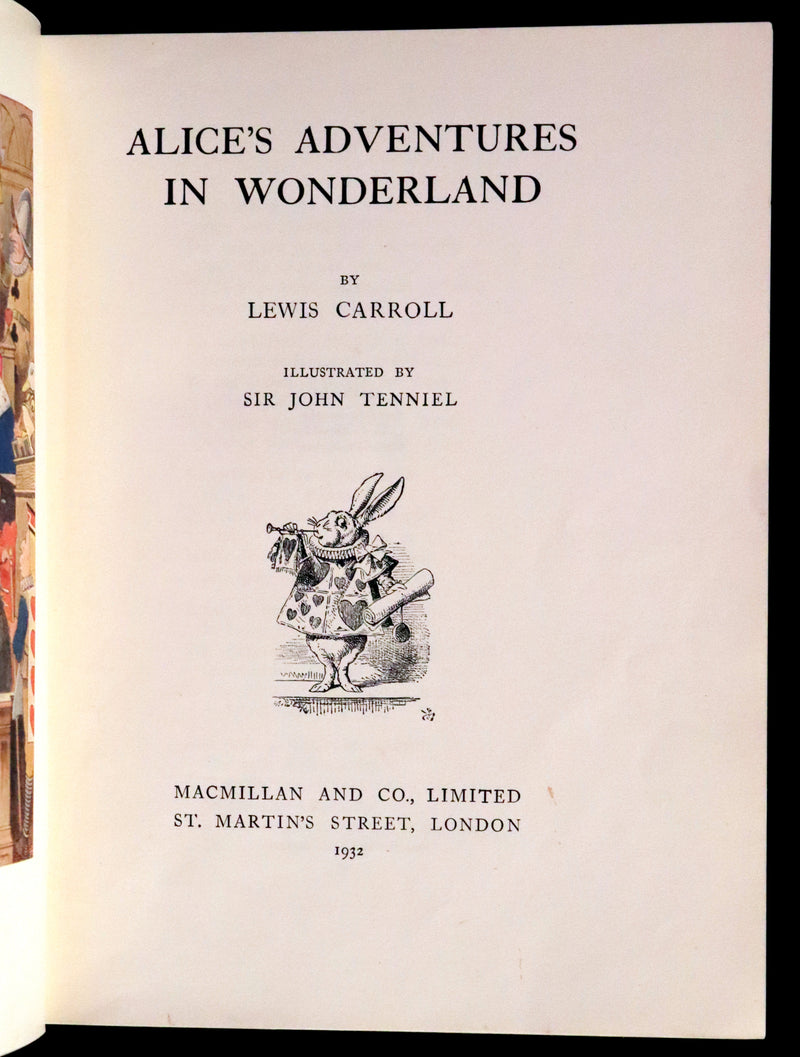 ALICE'S ADVENTURES
IN WONDERLAND
BY
LEWIS CARROLL
ILLUSTRATED BY
SIR JOHN TENNIEL
MACMILLAN AND CO., LIMITED
ST. MARTIN'S STREET, LONDON
1932